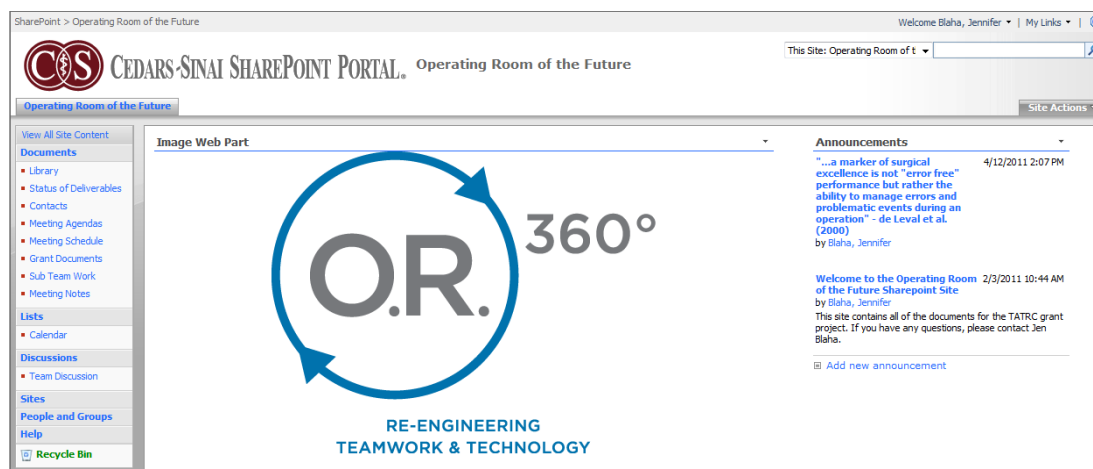 SharePoint > Operating Room of the Future
Welcome Blaha, Jennifer
My Links
CEDARS-SINAI SHAREPOINT PORTAL.
Operating Room of the Future
This Site: Operating Room of t
Operating Room of the Future
Site Actions
View All Site Content
Documents
Library
Status of Deliverables
Contacts
Meeting Agendas
Meeting Schedule
Grant Documents
Sub Team Work
Meeting Notes
Lists
Calendar
Discussions
Team Discussion
Sites
People and Groups
Help
Recycle Bin
Image Web Part
O.R.
360°
RE-ENGINEERING
TEAMWORK & TECHNOLOGY
Announcements
"...a marker of surgical
excellence is not "error free"
performance but rather the
ability to manage errors and
problematic events during an
operation" - de Leval et al.
(2000)
4/12/2011 2:07 PM
by Blaha, Jennifer
Welcome to the Operating Room
of the Future Sharepoint Site
2/3/2011 10:44 AM
by Blaha, Jennifer
This site contains all of the documents for the TATRC grant
project. If you have any questions, please contact Jen
Blaha.
Add new announcement